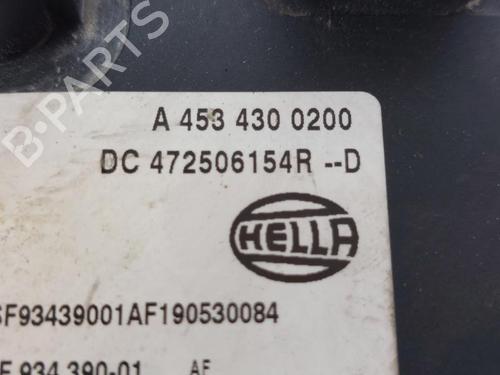 A 453 430 0200
DC 472506154R --D
HELLA
F93439001AF190530084
934 390-01 AF
B-PARTS